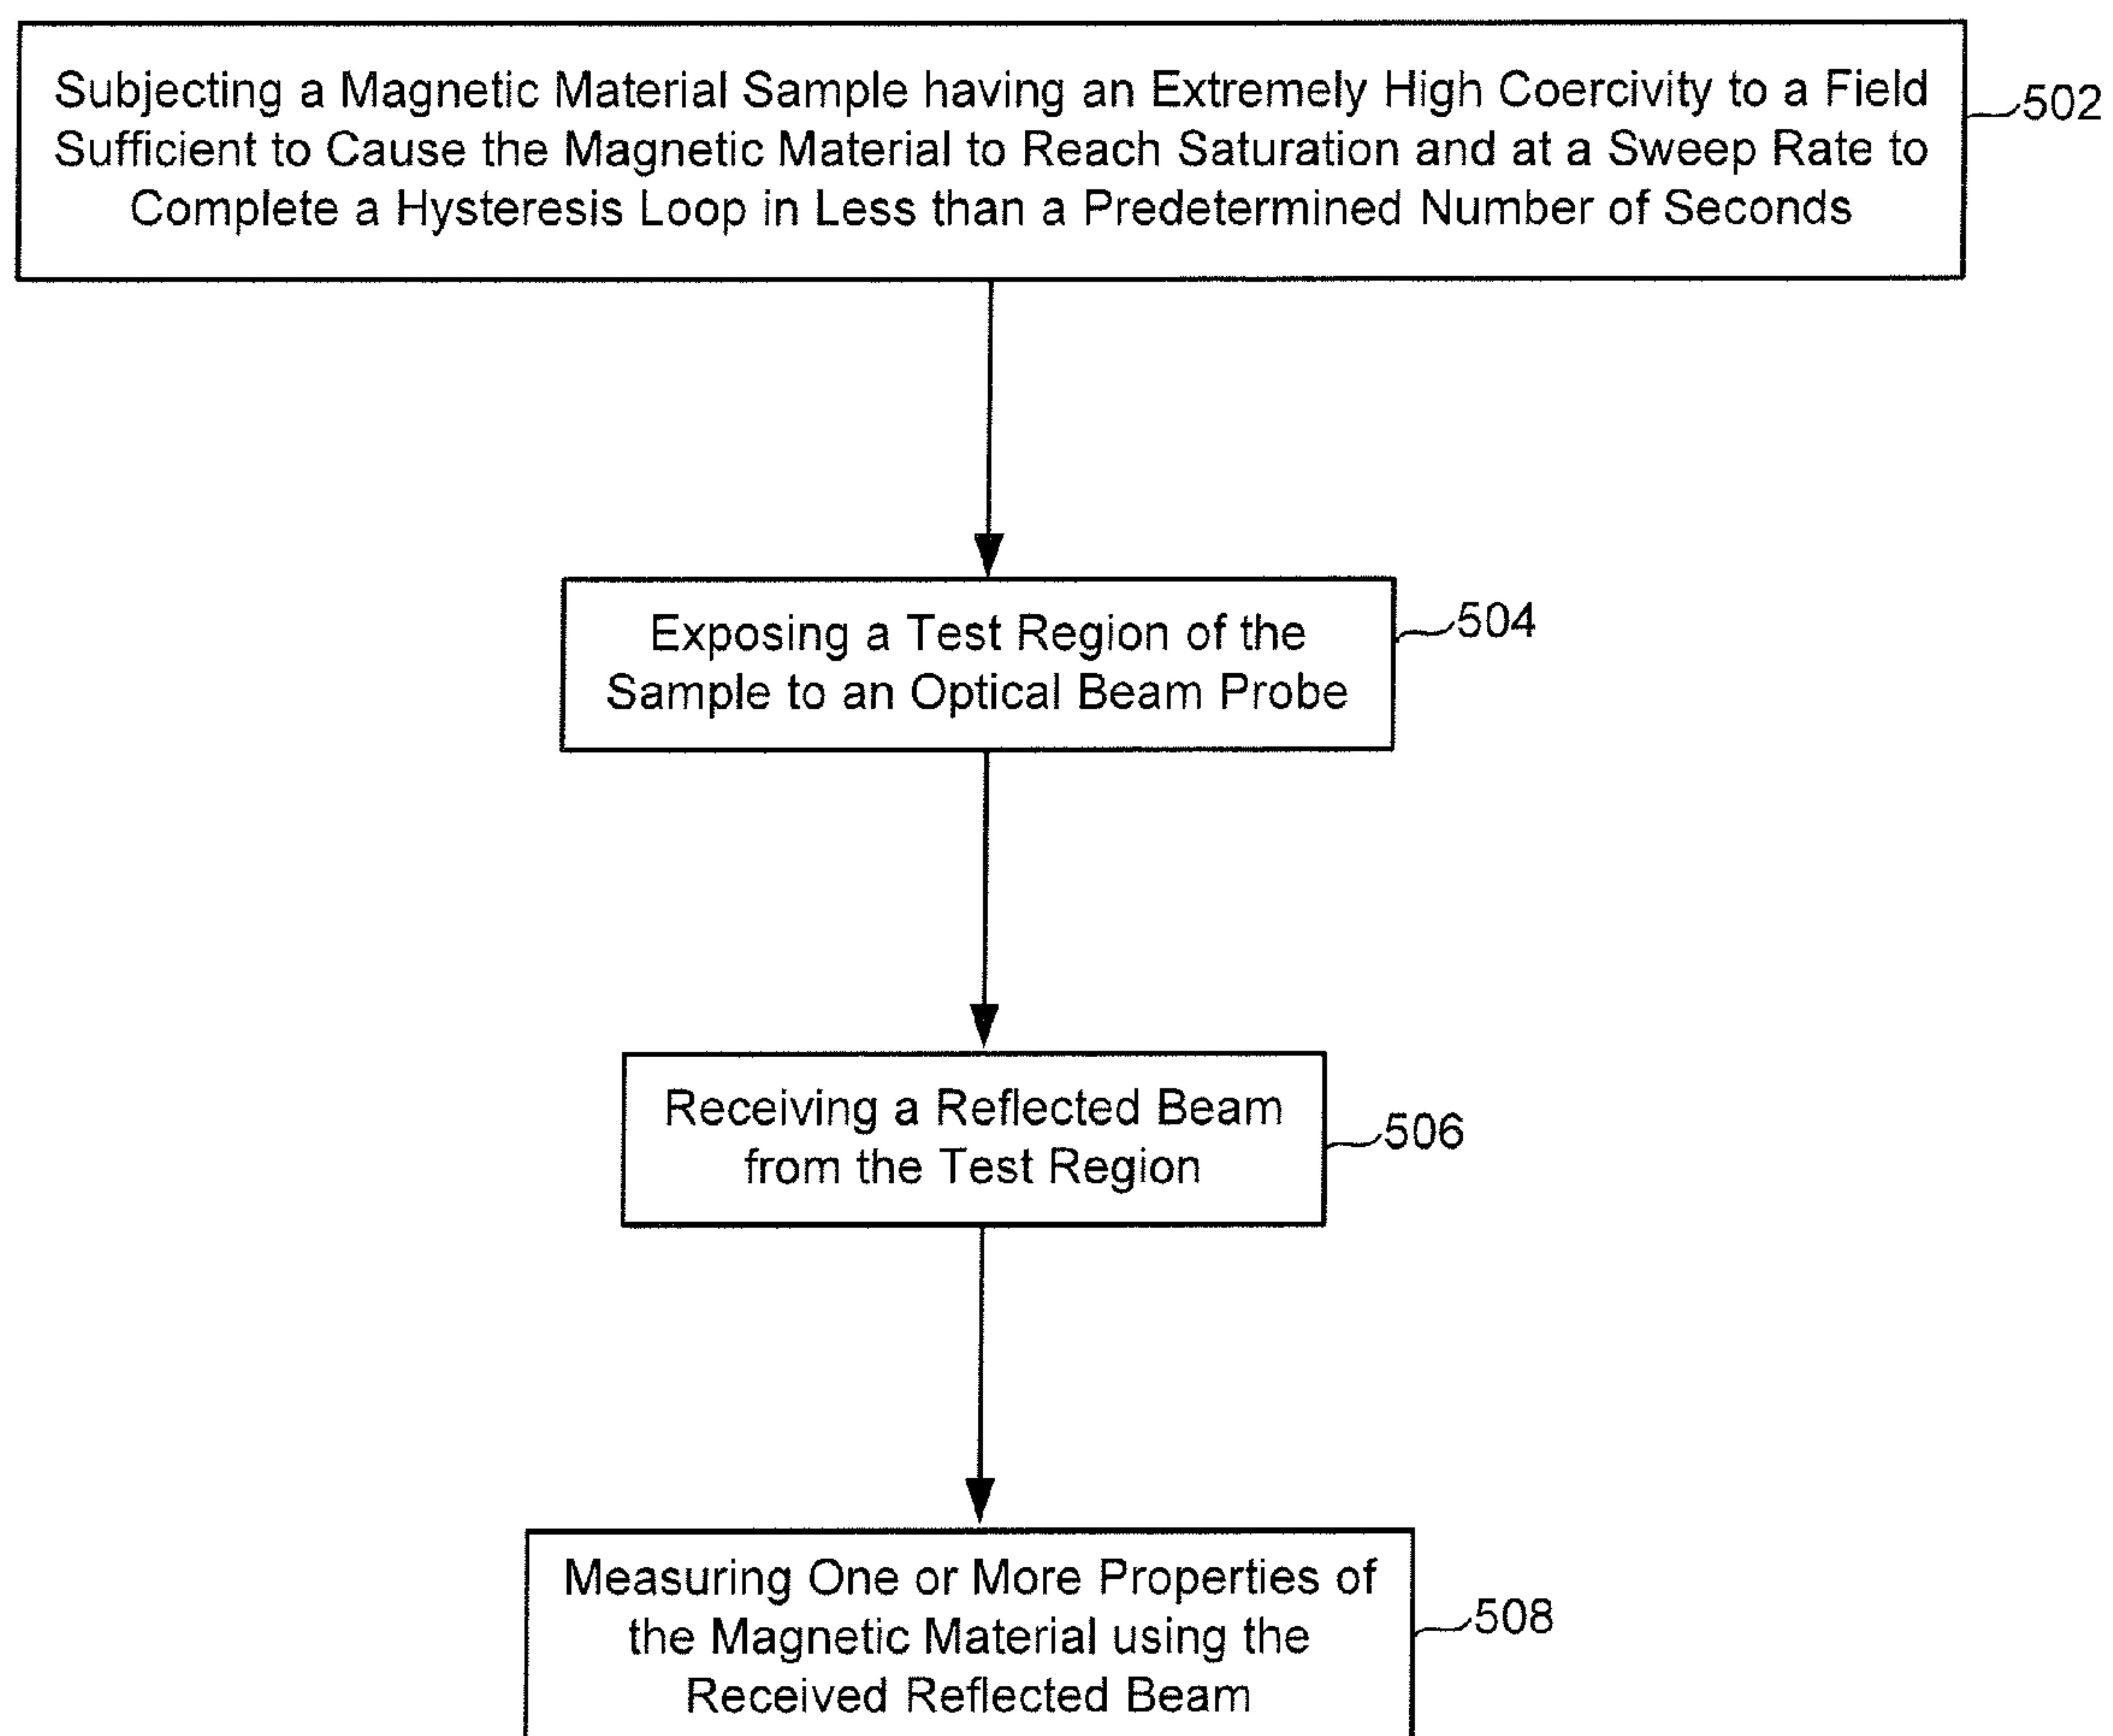 Subjecting a Magnetic Material Sample having an Extremely High Coercivity to a Field
Sufficient to Cause the Magnetic Material to Reach Saturation and at a Sweep Rate to
Complete a Hysteresis Loop in Less than a Predetermined Number of Seconds
502
Exposing a Test Region of the
Sample to an Optical Beam Probe
504
Receiving a Reflected Beam
from the Test Region
506
Measuring One or More Properties of
the Magnetic Material using the
Received Reflected Beam
508